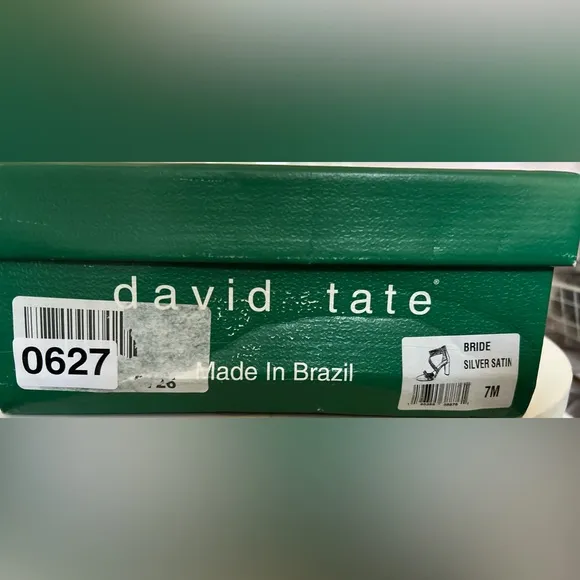 david tate®
0627
Made In Brazil
BRIDE
SILVER SATIN
7M